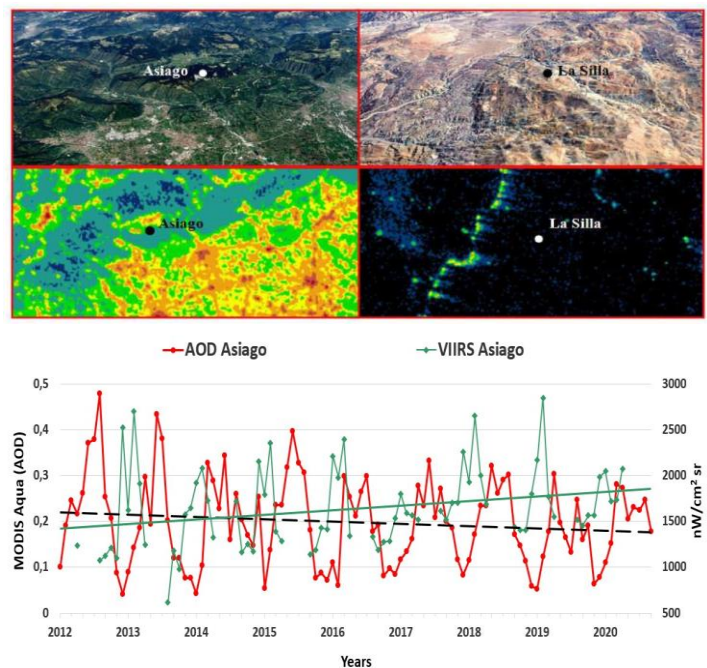 Asiago
La Silla
Asiago
La Silla
AOD Asiago
VIIRS Asiago
MODIS Aqua (AOD)
0,5
0,4
0,3
0,2
0,1
0
3000
2500
2000
1500
1000
500
nW/cm² sr
2012 2013 2014 2015 2016 2017 2018 2019 2020
Years